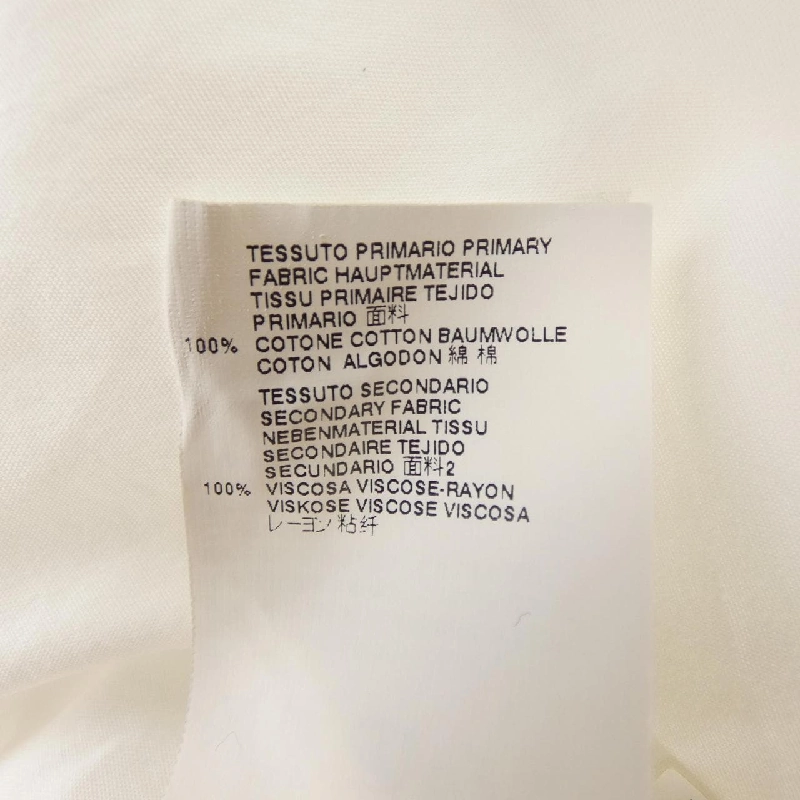 TESSUTO PRIMARIO PRIMARY
FABRIC HAUPTMATERIAL
TISSU PRIMAIRE TEJIDO
PRIMARIO 面料
100% COTONE COTTON BAUMWOLLE
COTON ALGODON 綿 棉
TESSUTO SECONDARIO
SECONDARY FABRIC
NEBENMATERIAL TISSU
SECONDAIRE TEJIDO
SECUNDARIO 面料2
100% VISCOSA VISCOSE-RAYON
VISKOSE VISCOSE VISCOSA
レーヨン 粘纤